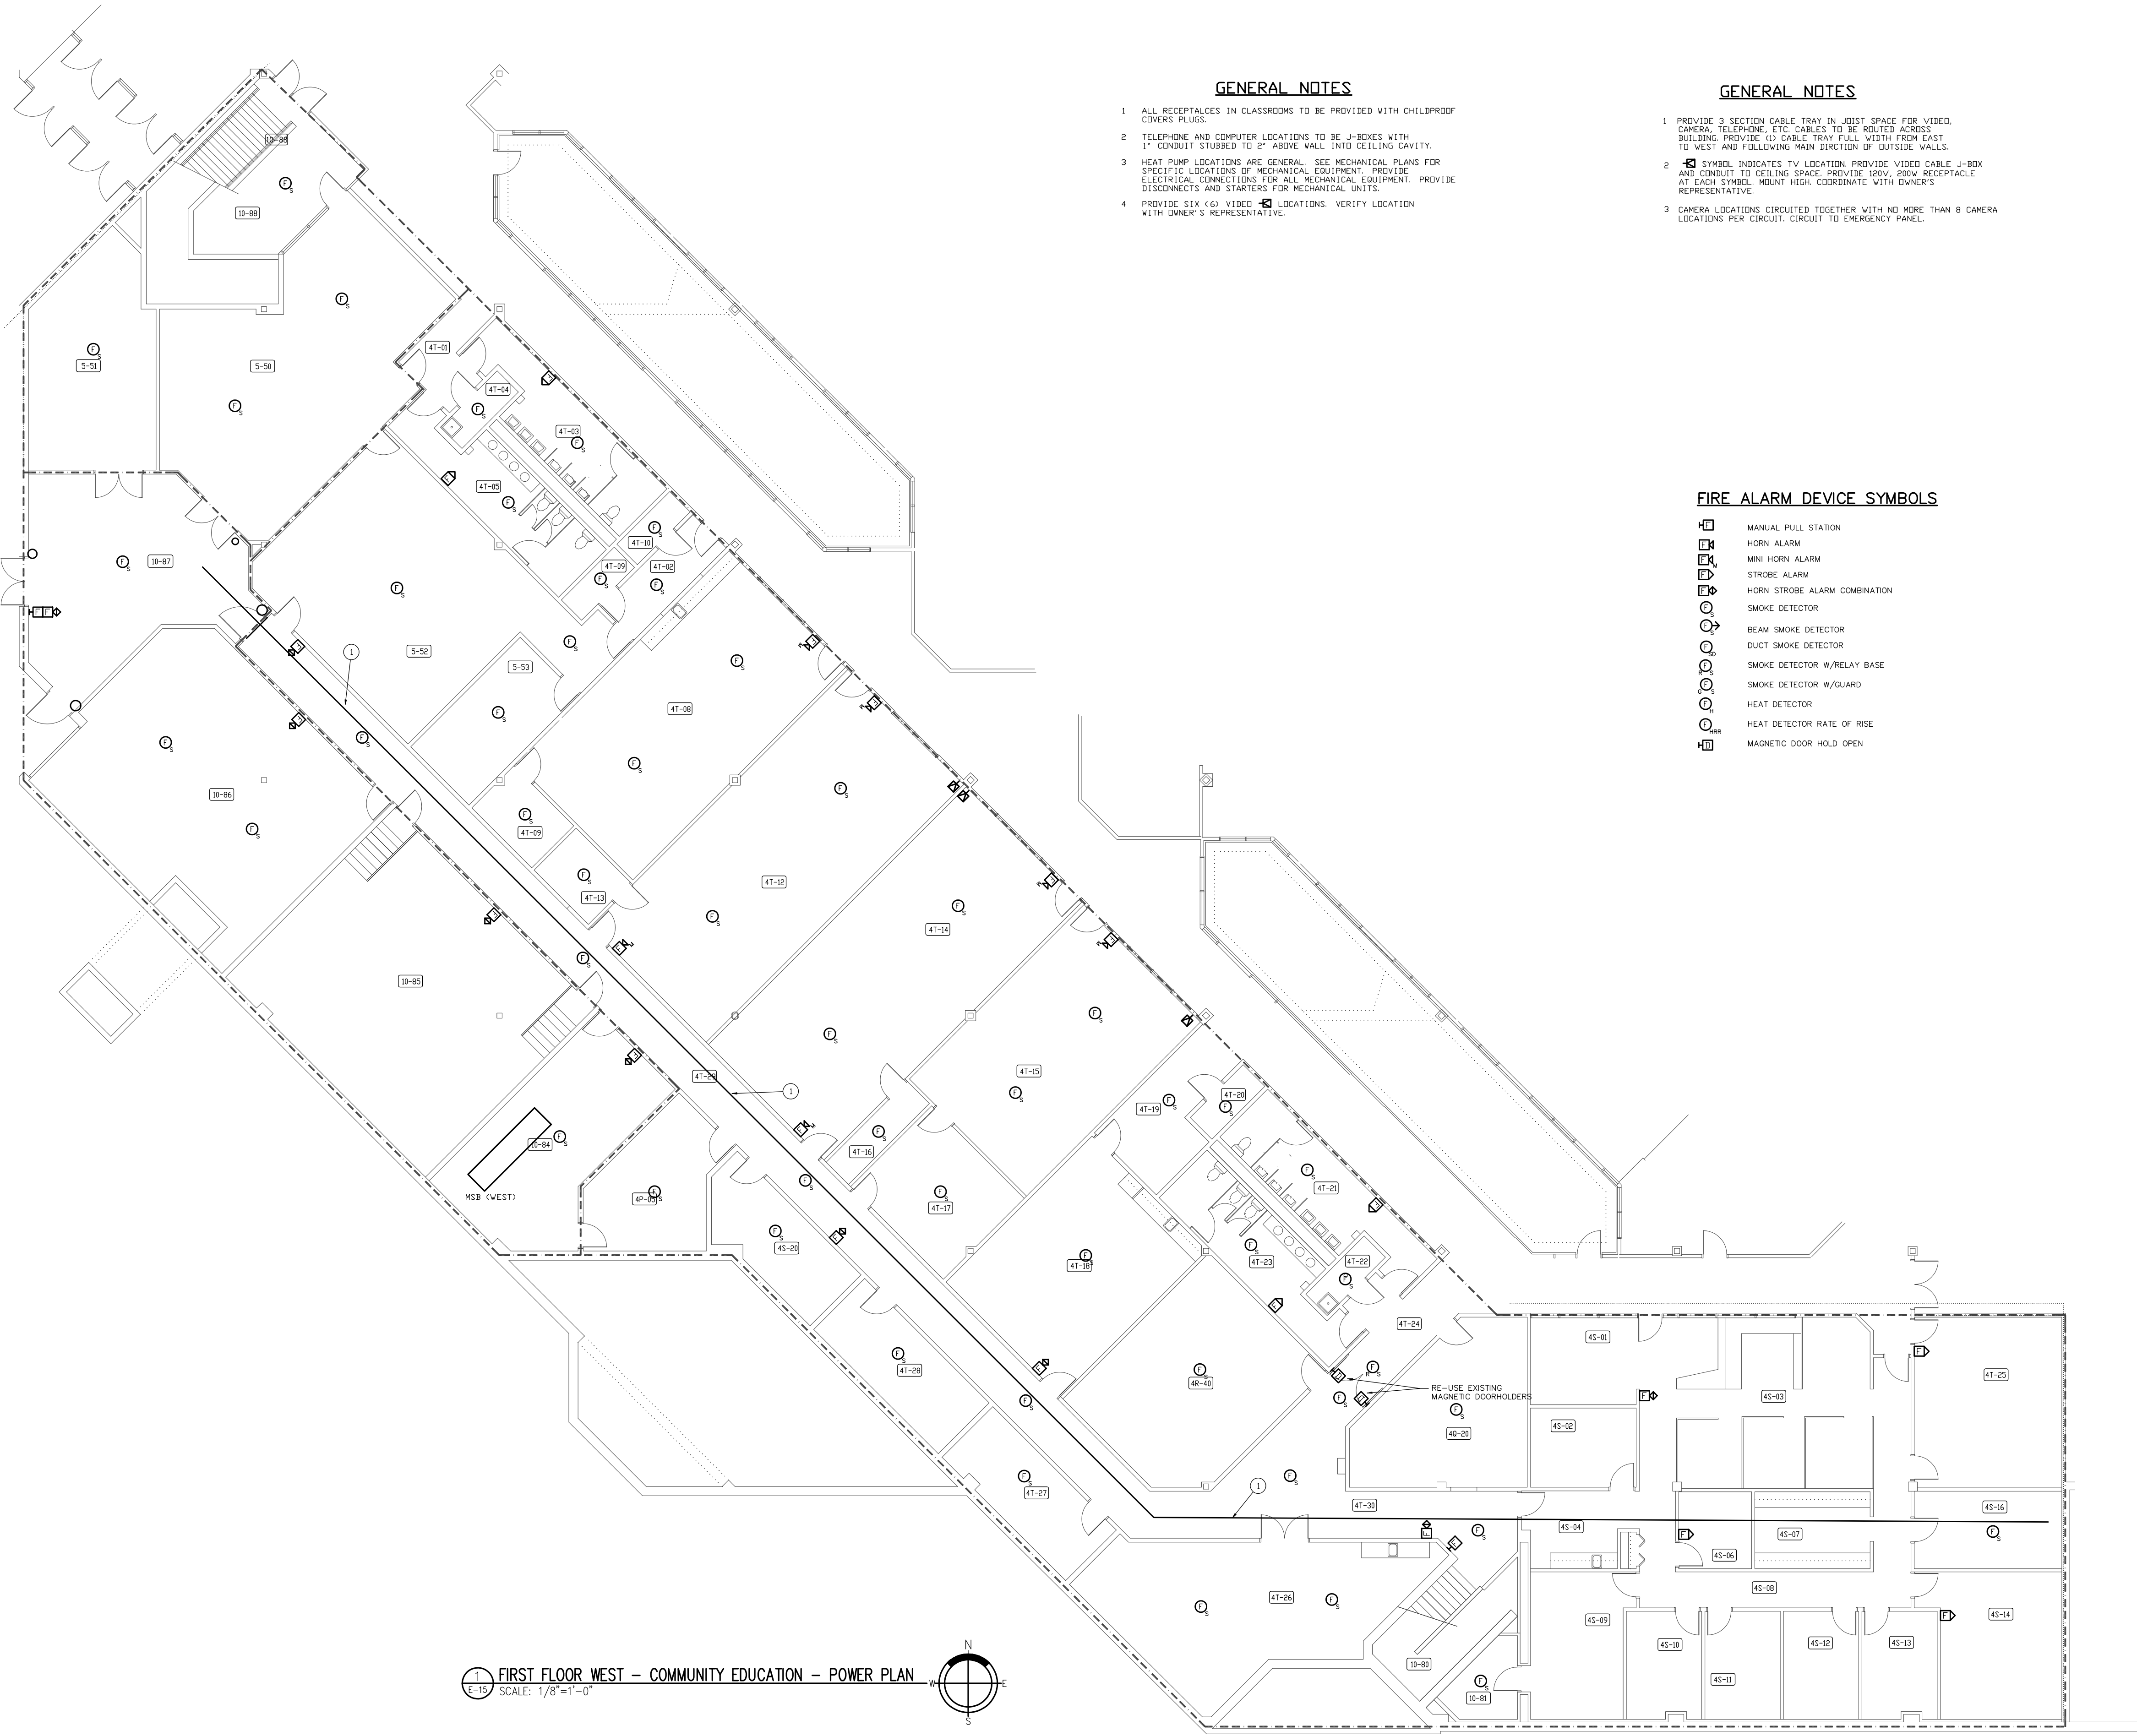 GENERAL NOTES
1 ALL RECEPTALCES IN CLASSROOMS TO BE PROVIDED WITH CHILDPROOF
COVERS PLUGS.
2 TELEPHONE AND COMPUTER LOCATIONS TO BE J-BOXES WITH
1" CONDUIT STUBBED TO 2" ABOVE WALL INTO CEILING CAVITY.
3 HEAT PUMP LOCATIONS ARE GENERAL. SEE MECHANICAL PLANS FOR
SPECIFIC LOCATIONS OF MECHANICAL EQUIPMENT. PROVIDE
ELECTRICAL CONNECTIONS FOR ALL MECHANICAL EQUIPMENT. PROVIDE
DISCONNECTS AND STARTERS FOR MECHANICAL UNITS.
4 PROVIDE SIX (6) VIDEO LOCATIONS. VERIFY LOCATION
WITH OWNER'S REPRESENTATIVE.
GENERAL NOTES
1 PROVIDE 3 SECTION CABLE TRAY IN JOIST SPACE FOR VIDEO,
CAMERA, TELEPHONE, ETC. CABLES TO BE ROUTED ACROSS
BUILDING. PROVIDE (1) CABLE TRAY FULL WIDTH FROM EAST
TO WEST AND FOLLOWING MAIN DIRCTION OF OUTSIDE WALLS.
2 SYMBOL INDICATES TV LOCATION. PROVIDE VIDEO CABLE J-BOX
AND CONDUIT TO CEILING SPACE. PROVIDE 120V, 200W RECEPTACLE
AT EACH SYMBOL. MOUNT HIGH. COORDINATE WITH OWNER'S
REPRESENTATIVE.
3 CAMERA LOCATIONS CIRCUITED TOGETHER WITH NO MORE THAN 8 CAMERA
LOCATIONS PER CIRCUIT. CIRCUIT TO EMERGENCY PANEL.
FIRE ALARM DEVICE SYMBOLS
F MANUAL PULL STATION
F HORN ALARM
F M MINI HORN ALARM
F STROBE ALARM
F HORN STROBE ALARM COMBINATION
F S SMOKE DETECTOR
F S BEAM SMOKE DETECTOR
F SD DUCT SMOKE DETECTOR
F R S SMOKE DETECTOR W/RELAY BASE
F G S SMOKE DETECTOR W/GUARD
F H HEAT DETECTOR
F HRR HEAT DETECTOR RATE OF RISE
D MAGNETIC DOOR HOLD OPEN
10-88
10-88
5-51
5-50
4T-01
4T-04
4T-03
4T-05
4T-10
4T-09
4T-02
10-87
5-52
5-53
4T-08
10-86
4T-09
4T-13
4T-12
4T-14
10-85
4T-29
4T-15
4T-16
4T-17
10-84
MSB (WEST)
4P-05
4S-20
4T-19
4T-20
4T-21
4T-18
4T-23
4T-22
4T-24
4T-28
4R-40
RE-USE EXISTING
MAGNETIC DOORHOLDERS
4Q-20
4T-27
4T-30
4T-26
4S-01
4S-02
4S-03
4T-25
4S-04
4S-06
4S-07
4S-16
4S-08
4S-09
4S-10
4S-11
4S-12
4S-13
4S-14
10-80
10-81
1
1
1
1
E-15
FIRST FLOOR WEST - COMMUNITY EDUCATION - POWER PLAN
SCALE: 1/8"=1'-0"
N
W
E
S